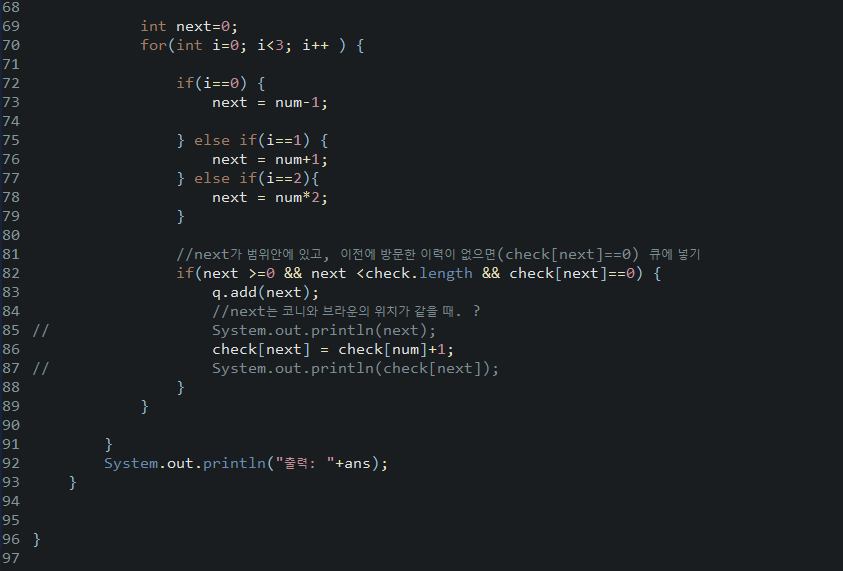 68
69 int next=0;
70 for(int i=0; i<3; i++ ) {
71
72 if(i==0) {
73 next = num-1;
74
75 } else if(i==1) {
76 next = num+1;
77 } else if(i==2){
78 next = num*2;
79 }
80
81 //next가 범위안에 있고, 이전에 방문한 이력이 없으면(check[next]==0) 큐에 넣기
82 if(next >=0 && next <check.length && check[next]==0) {
83 q.add(next);
84 //next는 코니와 브라운의 위치가 같을 때. ?
85 // System.out.println(next);
86 check[next] = check[num]+1;
87 // System.out.println(check[next]);
88 }
89 }
90
91 }
92 System.out.println("출력: "+ans);
93 }
94
95
96 }
97